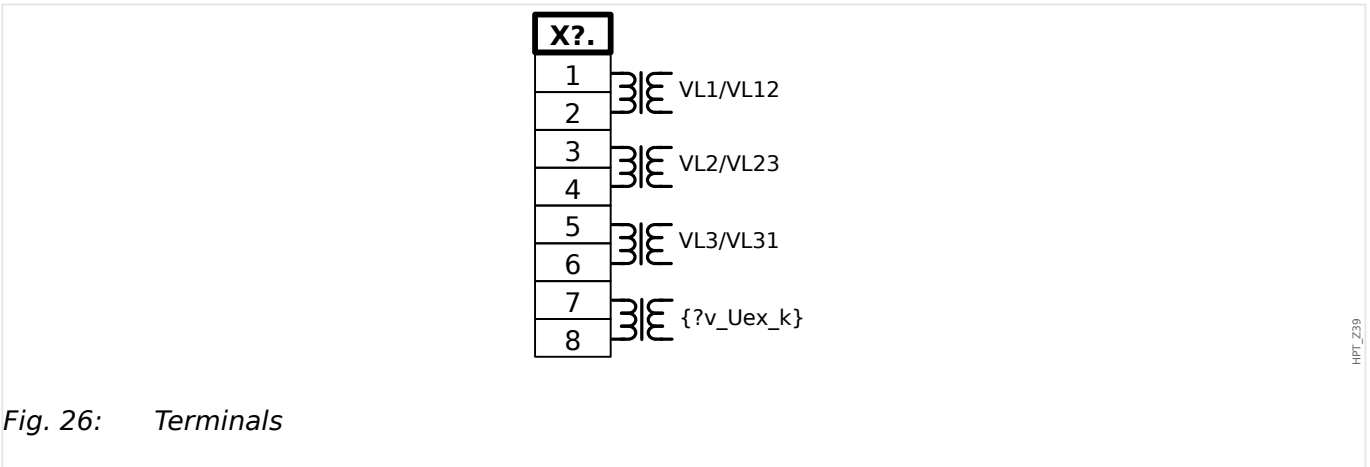 X?.
1
VL1/VL12
2
3
VL2/VL23
4
5
VL3/VL31
6
7
{?v_Uex_k}
8
HPT_Z39
Fig. 26: Terminals